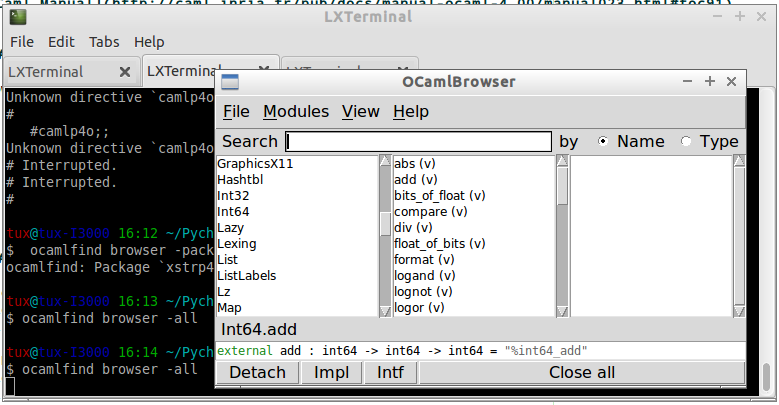 aml Manual](http://caml.inria.fr/pub/docs/manual-ocaml-4.00/manual023.html#toc91)
LXTerminal
File Edit Tabs Help
LXTerminal
LXTerminal
Unknown directive `camlp4o
#
#camlp4o;;
Unknown directive `camlp4o
# Interrupted.
# Interrupted.
#
tux@tux-I3000 16:12 ~/Pych
$ ocamlfind browser -pack
ocamlfind: Package `xstrp4
tux@tux-I3000 16:13 ~/Pych
$ ocamlfind browser -all
tux@tux-I3000 16:14 ~/Pych
$ ocamlfind browser -all
OCamlBrowser
File Modules View Help
Search by Name Type
GraphicsX11
Hashtbl
Int32
Int64
Lazy
Lexing
List
ListLabels
Lz
Map
abs (v)
add (v)
bits_of_float (v)
compare (v)
div (v)
float_of_bits (v)
format (v)
logand (v)
lognot (v)
logor (v)
Int64.add
external add : int64 -> int64 -> int64 = "%int64_add"
Detach Impl Intf Close all